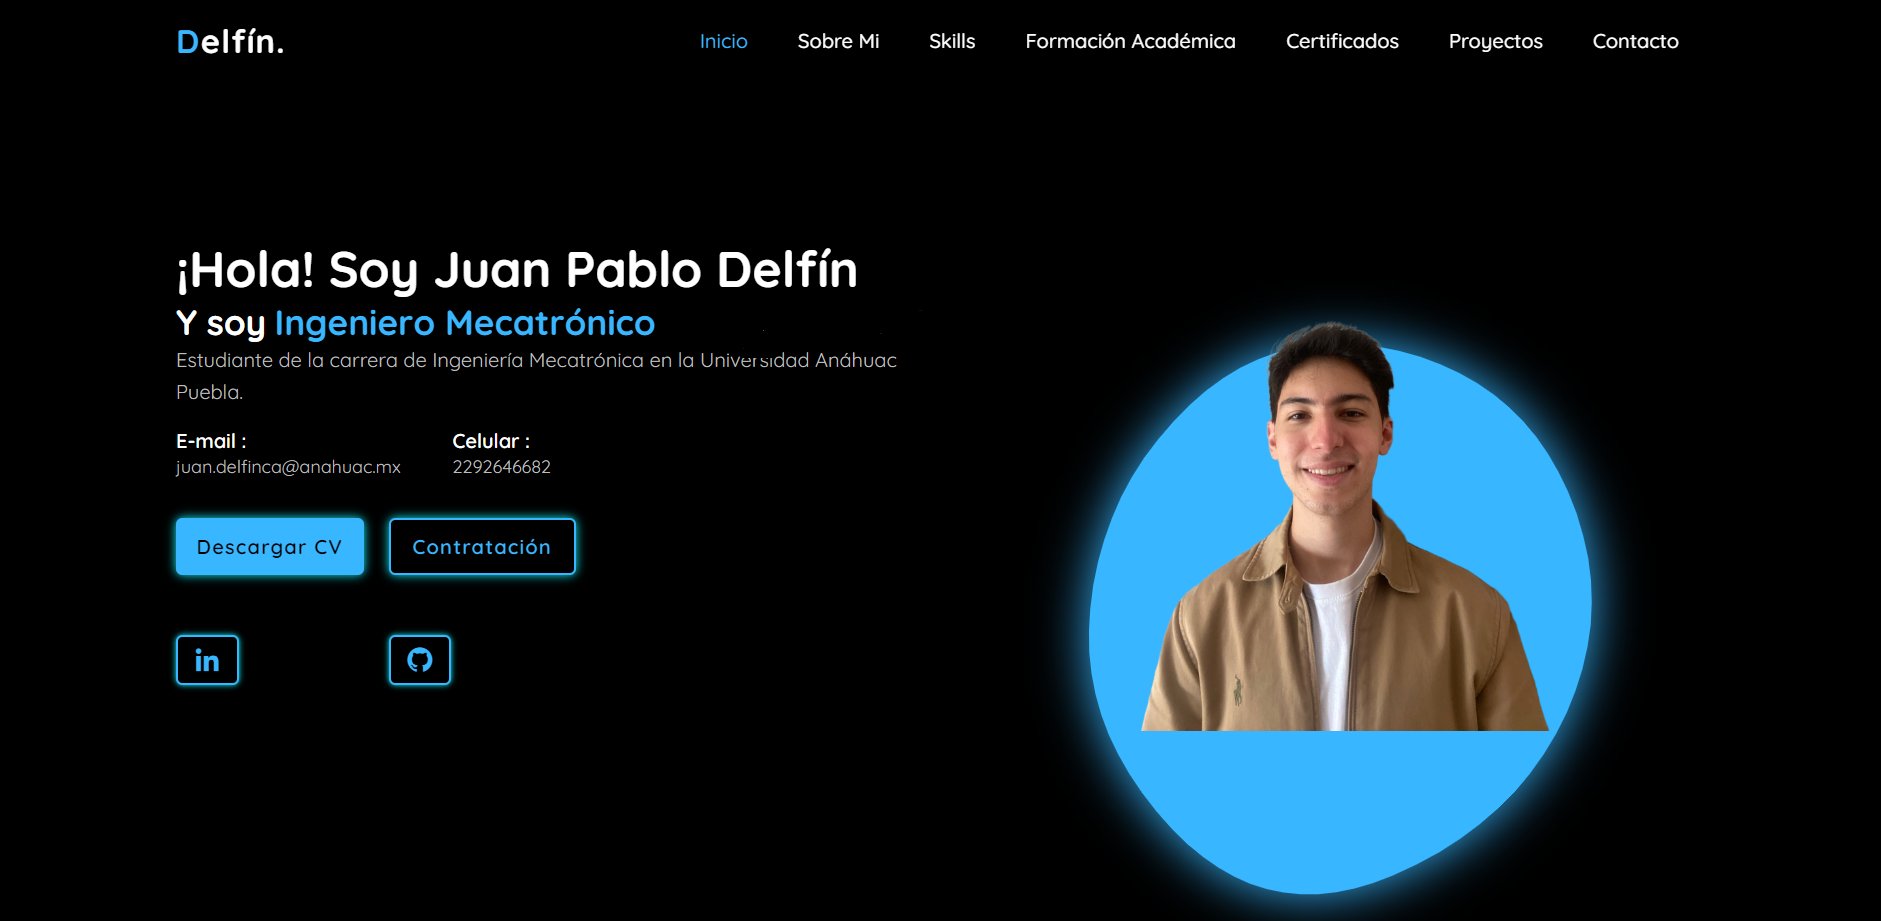 Delfín.
Inicio Sobre Mi Skills Formación Académica Certificados Proyectos Contacto
¡Hola! Soy Juan Pablo Delfín
Y soy Ingeniero Mecatrónico
Estudiante de la carrera de Ingeniería Mecatrónica en la Universidad Anáhuac
Puebla.
E-mail : Celular :
juan.delfinca@anahuac.mx 2292646682
Descargar CV Contratación
in